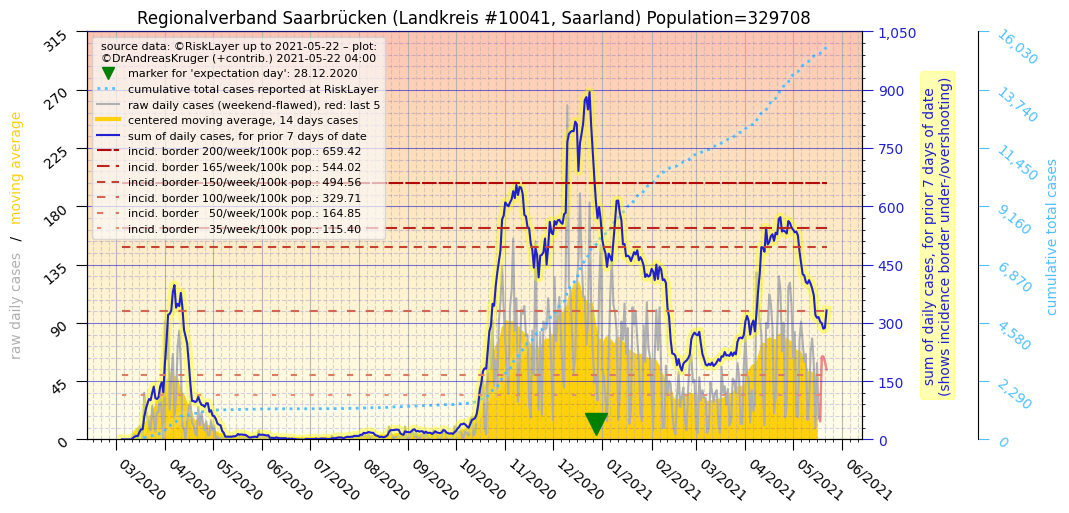 Regionalverband Saarbrücken (Landkreis #10041, Saarland) Population=329708
source data: ©RiskLayer up to 2021-05-22 – plot:
©DrAndreasKruger (+contrib.) 2021-05-22 04:00
marker for 'expectation day': 28.12.2020
cumulative total cases reported at RiskLayer
raw daily cases (weekend-flawed), red: last 5
centered moving average, 14 days cases
sum of daily cases, for prior 7 days of date
incid. border 200/week/100k pop.: 659.42
incid. border 165/week/100k pop.: 544.02
incid. border 150/week/100k pop.: 494.56
incid. border 100/week/100k pop.: 329.71
incid. border 50/week/100k pop.: 164.85
incid. border 35/week/100k pop.: 115.40
raw daily cases / moving average
315
270
225
180
135
90
45
0
03/2020
04/2020
05/2020
06/2020
07/2020
08/2020
09/2020
10/2020
11/2020
12/2020
01/2021
02/2021
03/2021
04/2021
05/2021
06/2021
1,050
900
750
600
450
300
150
0
sum of daily cases, for prior 7 days of date
(shows incidence border under-/overshooting)
16,030
13,740
11,450
9,160
6,870
4,580
2,290
0
cumulative total cases